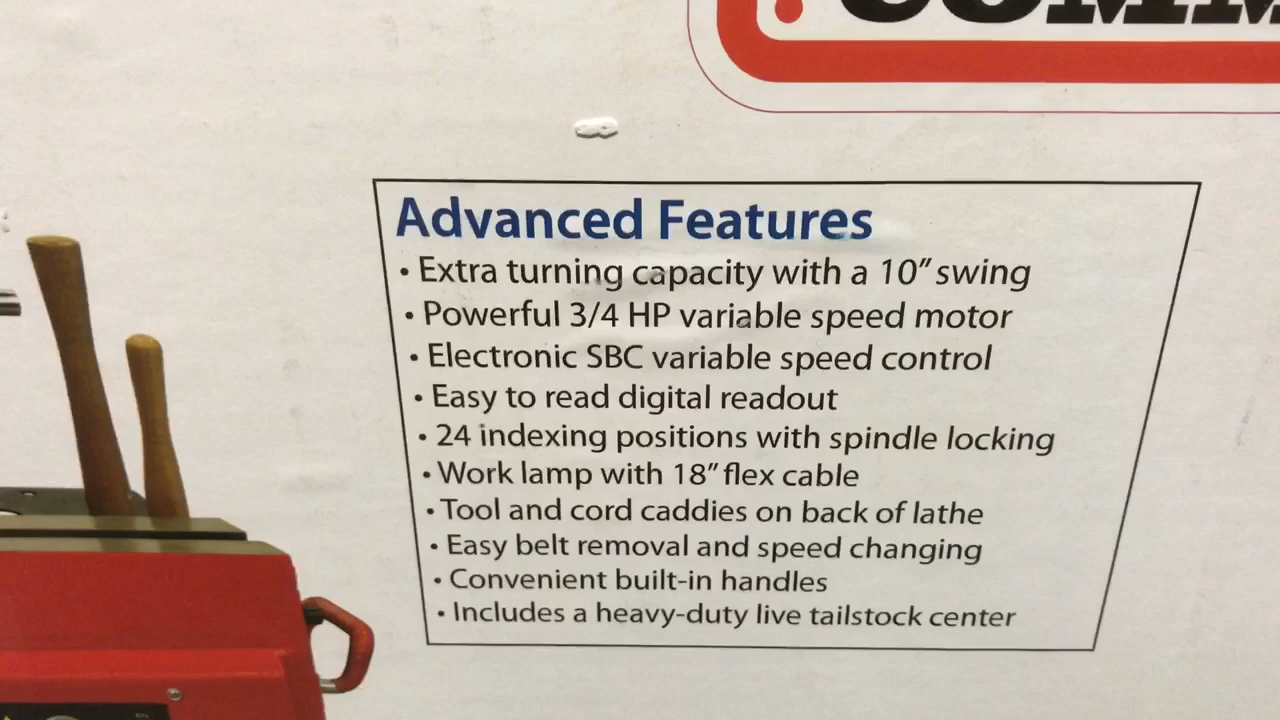 Advanced Features
• Extra turning capacity with a 10” swing
• Powerful 3/4 HP variable speed motor
• Electronic SBC variable speed control
• Easy to read digital readout
• 24 indexing positions with spindle locking
• Work lamp with 18” flex cable
• Tool and cord caddies on back of lathe
• Easy belt removal and speed changing
• Convenient built-in handles
• Includes a heavy-duty live tailstock center